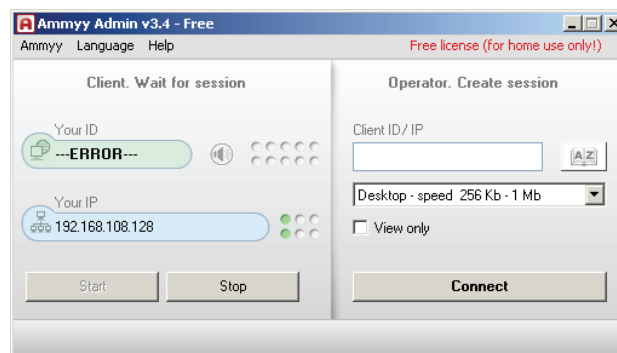 Ammyy Admin v3.4 - Free
Ammyy Language Help
Free license (for home use only!)
Client. Wait for session
Your ID
---ERROR---
Your IP
192.168.108.128
Start Stop
Operator. Create session
Client ID/ IP
AZ
Desktop - speed 256 Kb - 1 Mb
View only
Connect